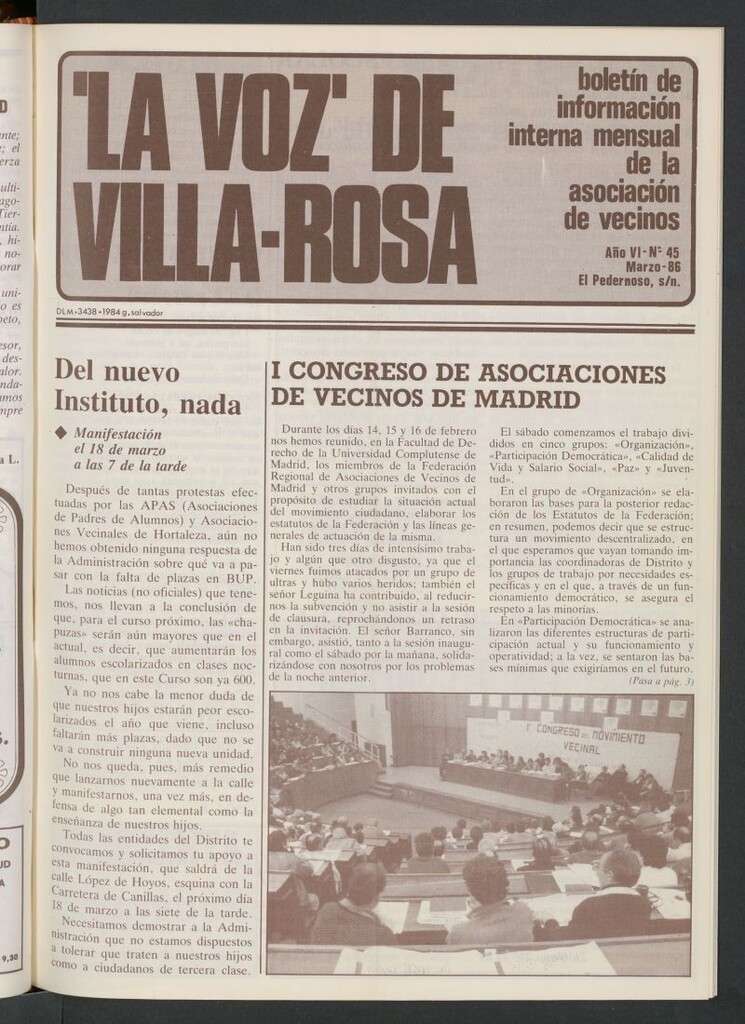 'LA VOZ' DE
VILLA-ROSA
boletín de
información
interna mensual
de la
asociación
de vecinos
Año VI - Nº 45
Marzo-86
El Pedernoso, s/n.
DLM-3438-1984 g. salvador
Del nuevo
Instituto, nada
◆ Manifestación
el 18 de marzo
a las 7 de la tarde
Después de tantas protestas efec-
tuadas por las APAS (Asociaciones
de Padres de Alumnos) y Asociacio-
nes Vecinales de Hortaleza, aún no
hemos obtenido ninguna respuesta de
la Administración sobre qué va a pa-
sar con la falta de plazas en BUP.
Las noticias (no oficiales) que tene-
mos, nos llevan a la conclusión de
que, para el curso próximo, las «cha-
puzas» serán aún mayores que en el
actual, es decir, que aumentarán los
alumnos escolarizados en clases noc-
turnas, que en este Curso son ya 600.
Ya no nos cabe la menor duda de
que nuestros hijos estarán peor esco-
larizados el año que viene, incluso
faltarán más plazas, dado que no se
va a construir ninguna nueva unidad.
No nos queda, pues, más remedio
que lanzarnos nuevamente a la calle
y manifestarnos, una vez más, en de-
fensa de algo tan elemental como la
enseñanza de nuestros hijos.
Todas las entidades del Distrito te
convocamos y solicitamos tu apoyo a
esta manifestación, que saldrá de la
calle López de Hoyos, esquina con la
Carretera de Canillas, el próximo día
18 de marzo a las siete de la tarde.
Necesitamos demostrar a la Admi-
nistración que no estamos dispuestos
a tolerar que traten a nuestros hijos
como a ciudadanos de tercera clase.
I CONGRESO DE ASOCIACIONES
DE VECINOS DE MADRID
Durante los días 14, 15 y 16 de febrero
nos hemos reunido, en la Facultad de De-
recho de la Universidad Complutense de
Madrid, los miembros de la Federación
Regional de Asociaciones de Vecinos de
Madrid y otros grupos invitados con el
propósito de estudiar la situación actual
del movimiento ciudadano, elaborar los
estatutos de la Federación y las líneas ge-
nerales de actuación de la misma.
Han sido tres días de intensísimo traba-
jo y algún que otro disgusto, ya que el
viernes fuimos atacados por un grupo de
ultras y hubo varios heridos; también el
señor Leguina ha contribuido, al reducir-
nos la subvención y no asistir a la sesión
de clausura, reprochándonos un retraso
en la invitación. El señor Barranco, sin
embargo, asistió, tanto a la sesión inaugu-
ral como el sábado por la mañana, solida-
rizándose con nosotros por los problemas
de la noche anterior.
El sábado comenzamos el trabajo divi-
didos en cinco grupos: «Organización»,
«Participación Democrática», «Calidad de
Vida y Salario Social», «Paz» y «Juven-
tud».
En el grupo de «Organización» se ela-
boraron las bases para la posterior redac-
ción de los Estatutos de la Federación;
en resumen, podemos decir que se estruc-
tura un movimiento descentralizado, en
el que esperamos que vayan tomando im-
portancia las coordinadoras de Distrito y
los grupos de trabajo por necesidades es-
pecíficas y en el que, a través de un fun-
cionamiento democrático, se asegura el
respeto a las minorías.
En «Participación Democrática» se ana-
lizaron las diferentes estructuras de parti-
cipación actual y su funcionamiento y
operatividad; a la vez, se sentaron las ba-
ses mínimas que exigiríamos en el futuro.
(Pasa a pág. 3)
I CONGRESO DEL MOVIMIENTO
VECINAL